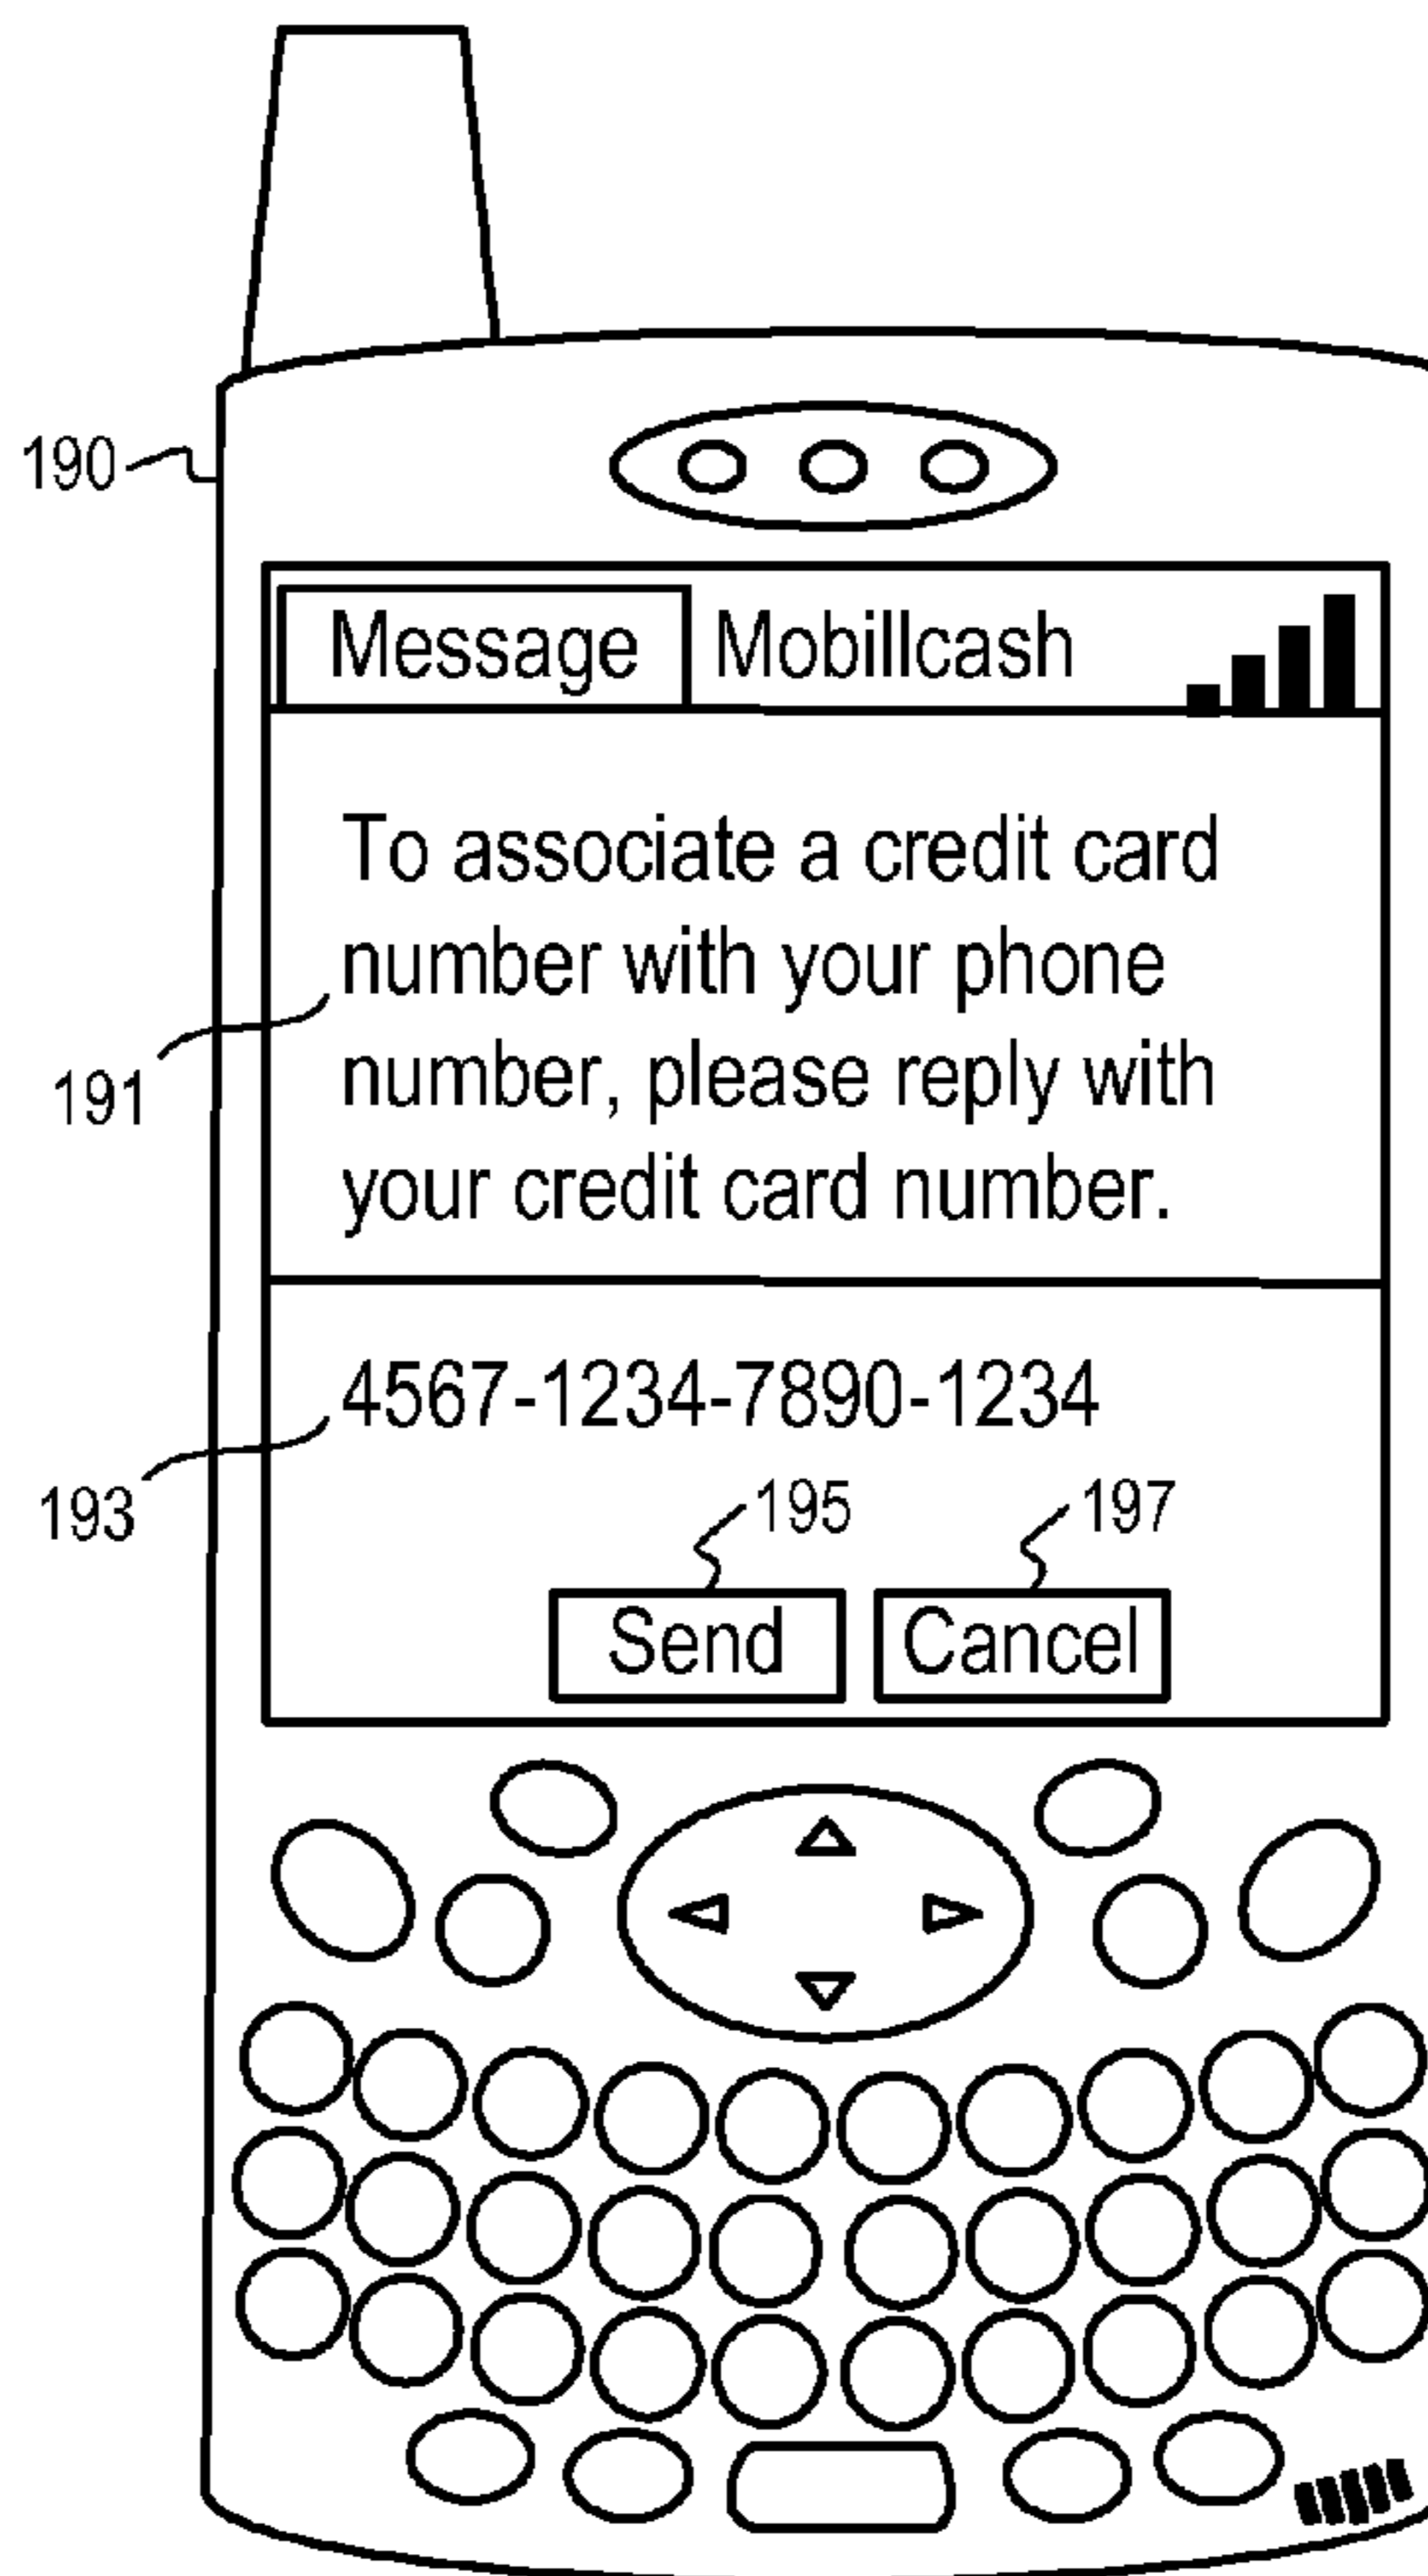 190
Message Mobillcash
To associate a credit card
number with your phone
191
number, please reply with
your credit card number.
4567-1234-7890-1234
193
195
197
Send Cancel